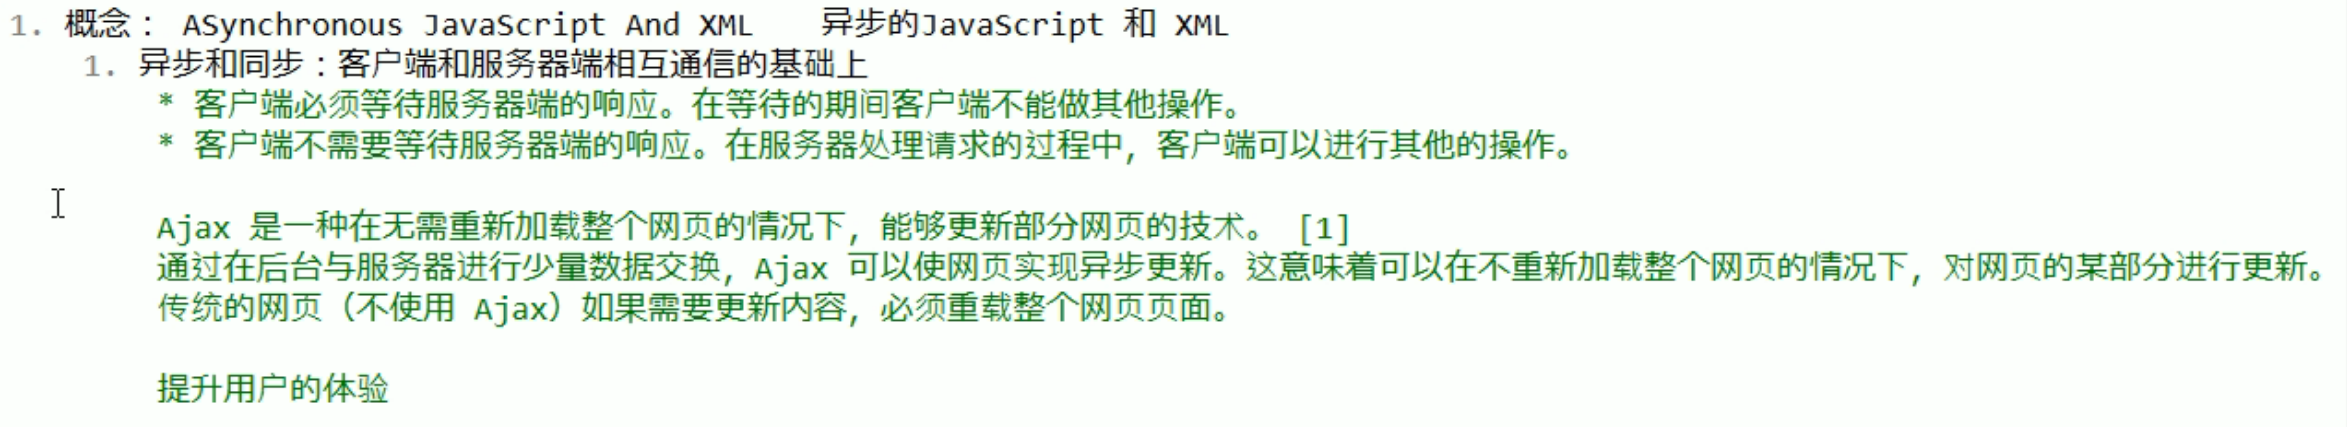 1. 概念： ASynchronous JavaScript And XML 异步的JavaScript 和 XML
1. 异步和同步：客户端和服务器端相互通信的基础上
* 客户端必须等待服务器端的响应。在等待的期间客户端不能做其他操作。
* 客户端不需要等待服务器端的响应。在服务器处理请求的过程中，客户端可以进行其他的操作。
Ajax 是一种在无需重新加载整个网页的情况下，能够更新部分网页的技术。 [1]
通过在后台与服务器进行少量数据交换，Ajax 可以使网页实现异步更新。这意味着可以在不重新加载整个网页的情况下，对网页的某部分进行更新。
传统的网页（不使用 Ajax）如果需要更新内容，必须重载整个网页页面。
提升用户的体验